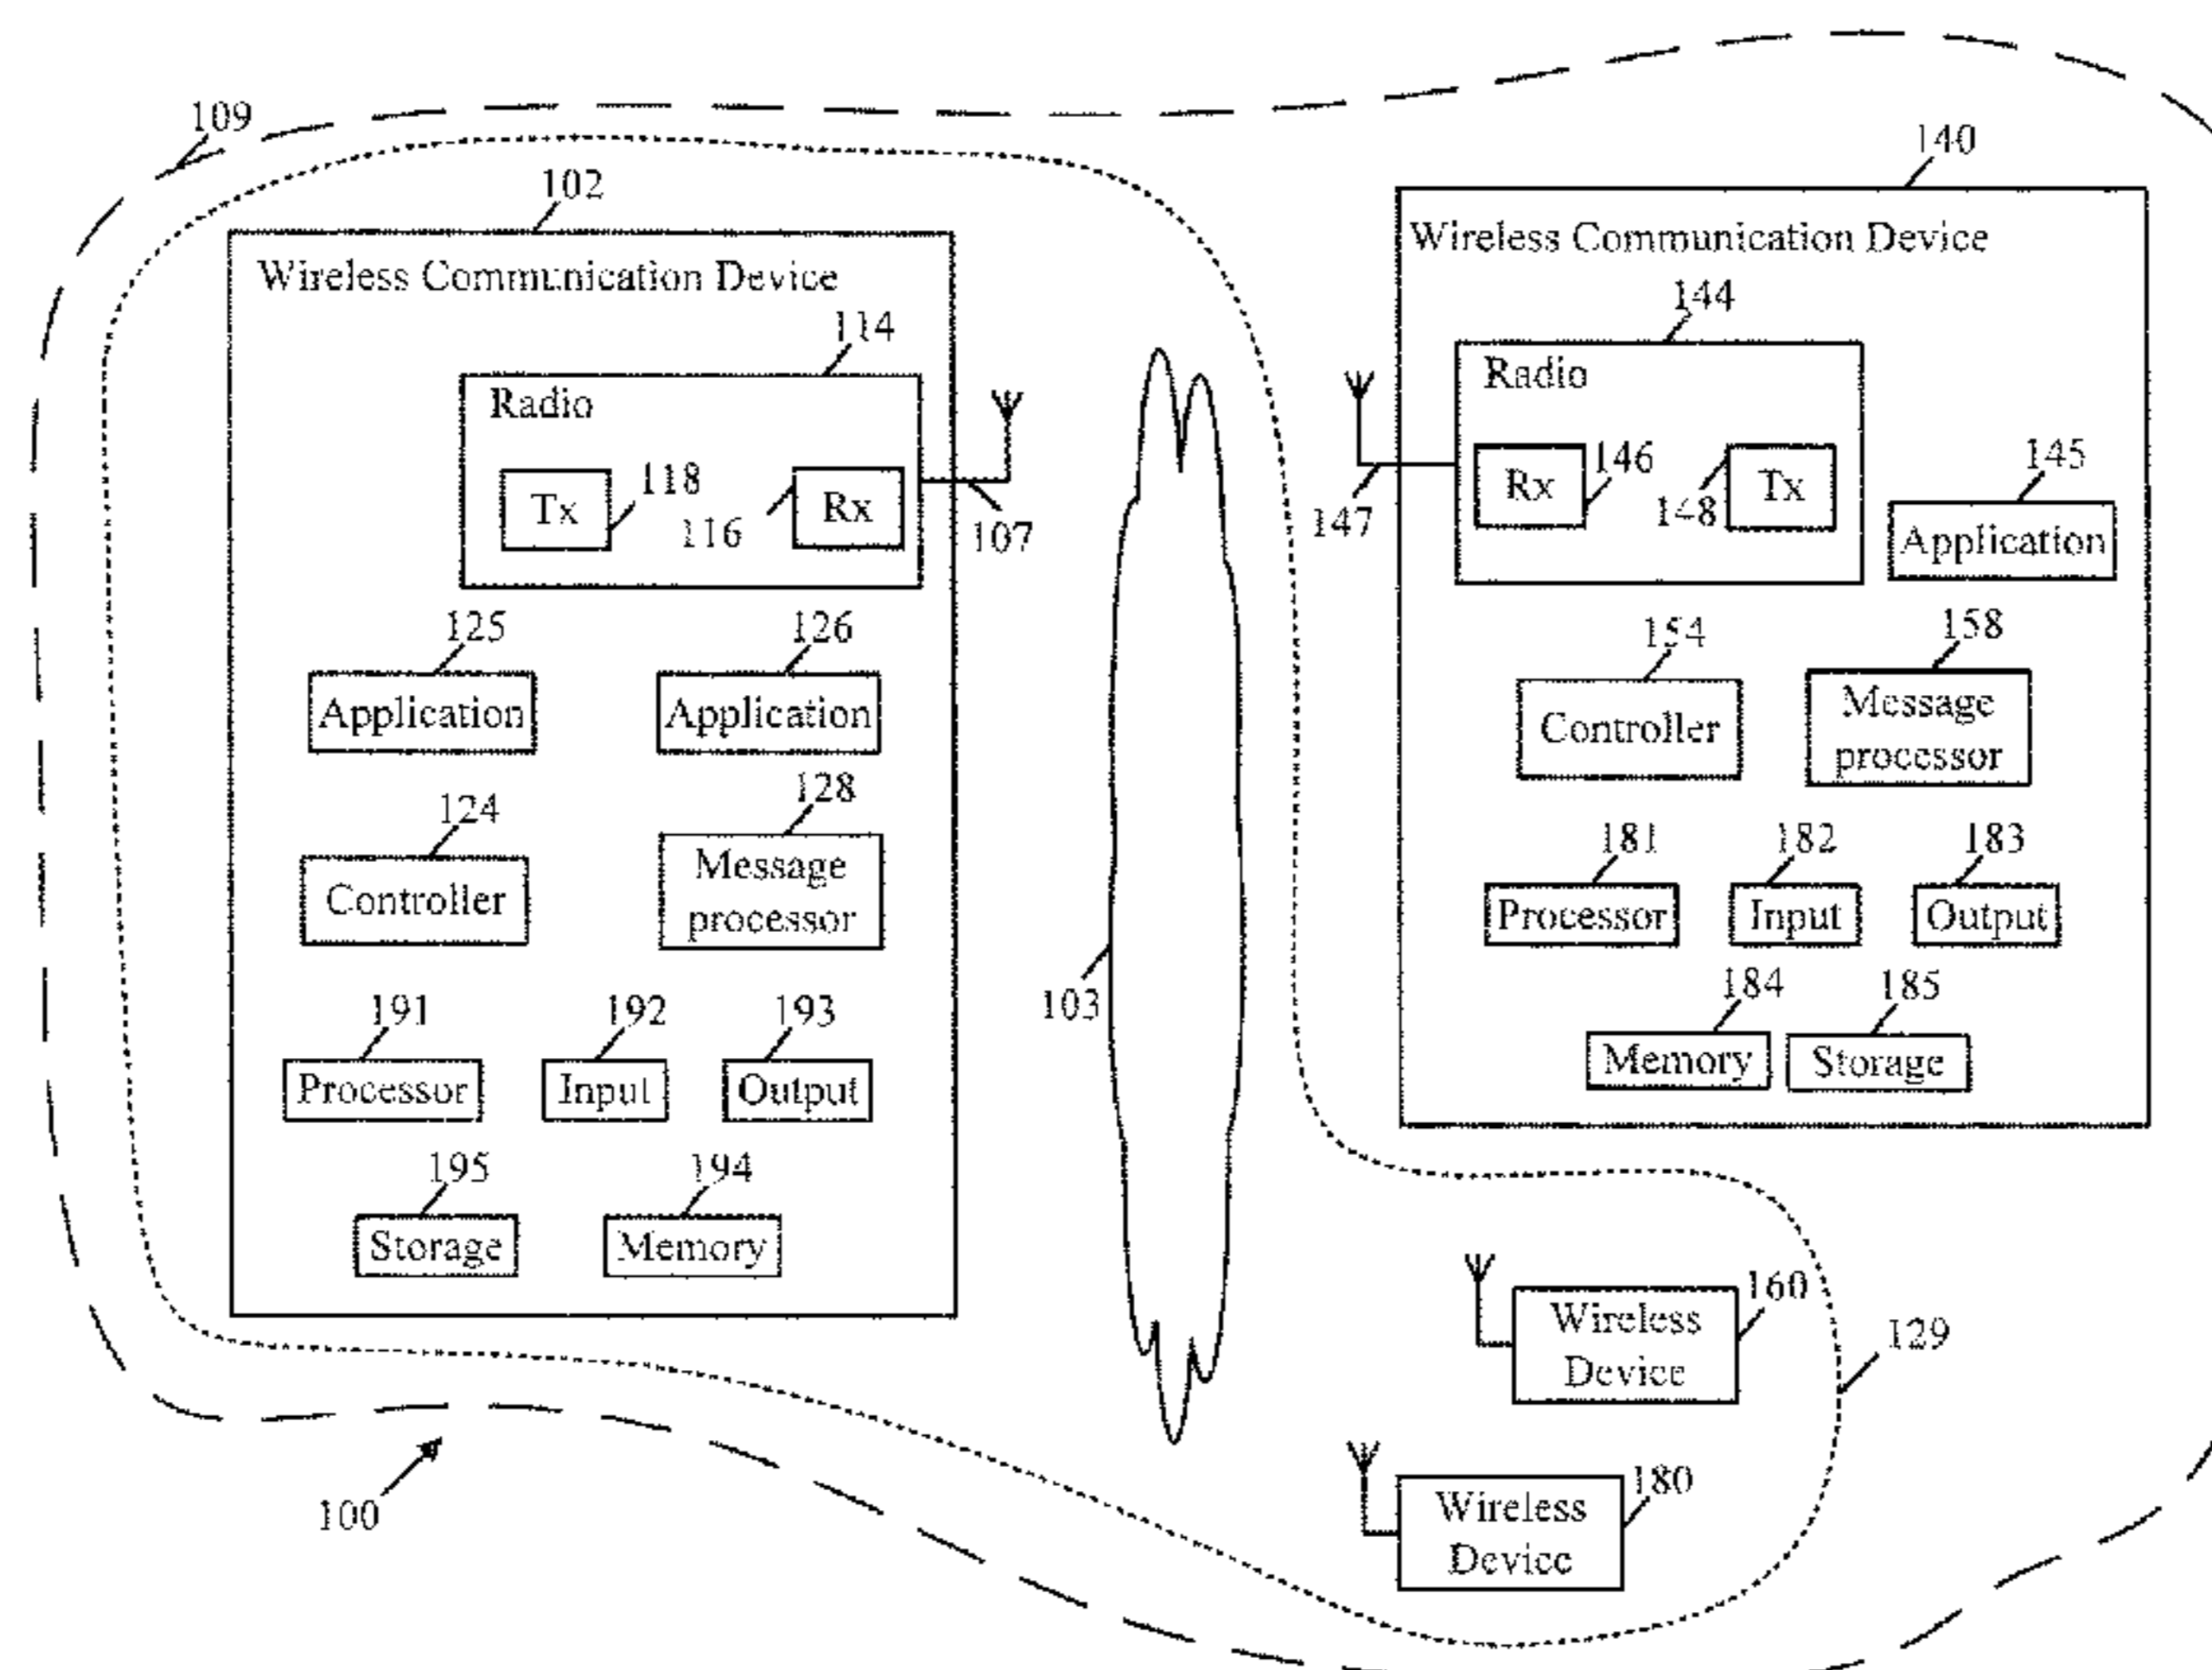 109
140
102
Wireless Communication Device
Wireless Communication Device
144
114
Radio
Radio
Rx
146
148
Tx
145
Tx
118
116
Rx
107
147
Application
125
126
154
158
Application
Application
Controller
Message
processor
124
128
Controller
Message
processor
181
182
183
Processor
Input
Output
103
184
185
Memory
Storage
191
192
193
Processor
Input
Output
195
194
Storage
Memory
160
Wireless
Device
129
180
Wireless
Device
100